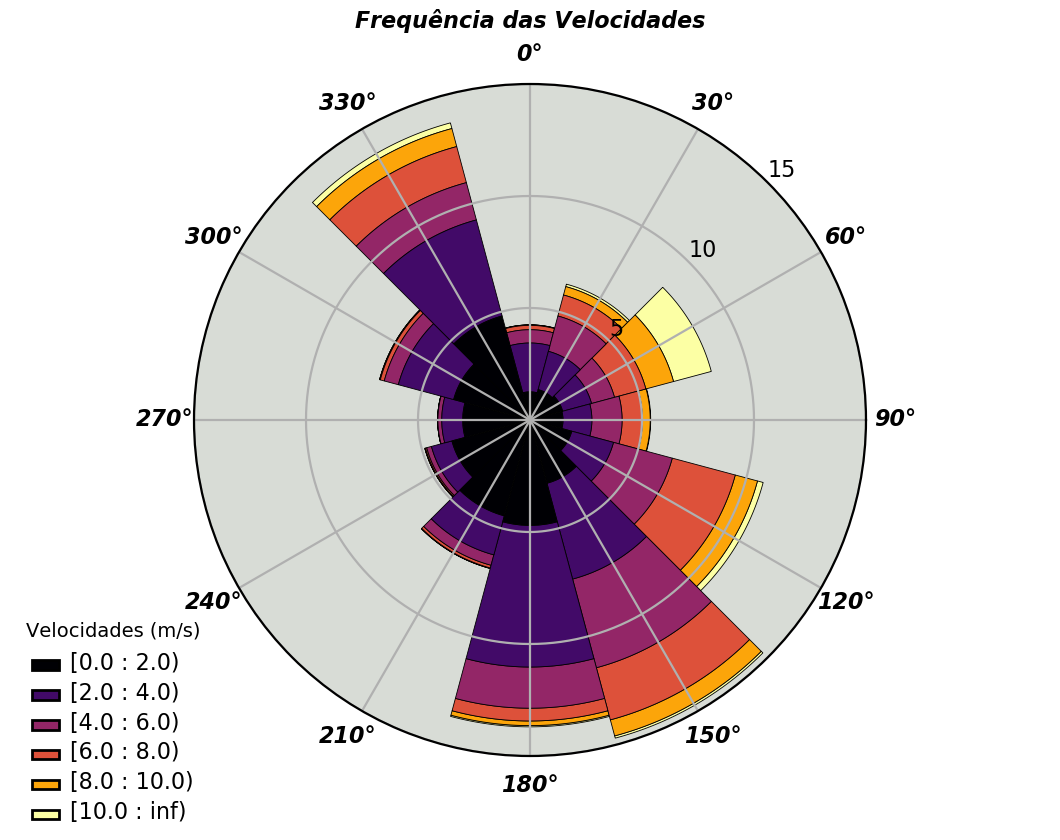 Frequência das Velocidades
0°
330°
30°
15
300°
60°
10
5
270°
90°
240°
120°
210°
150°
180°
Velocidades (m/s)
[0.0 : 2.0)
[2.0 : 4.0)
[4.0 : 6.0)
[6.0 : 8.0)
[8.0 : 10.0)
[10.0 : inf)